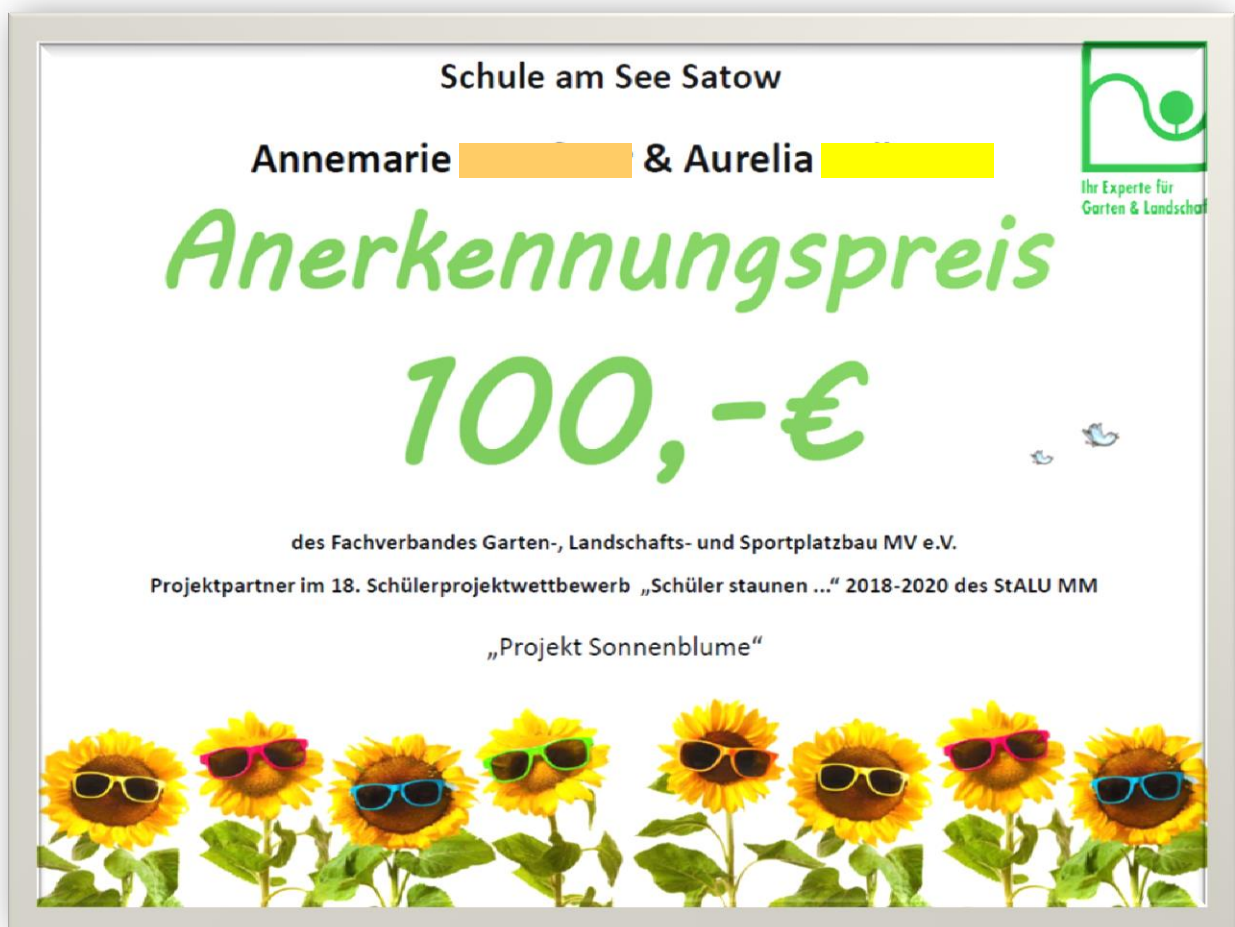 Schule am See Satow
Annemarie & Aurelia
Ihr Experte für
Garten & Landschaf
Anerkennungspreis
100,-€
des Fachverbandes Garten-, Landschafts- und Sportplatzbau MV e.V.
Projektpartner im 18. Schülerprojektwettbewerb „Schüler staunen ...“ 2018-2020 des StALU MM
„Projekt Sonnenblume“